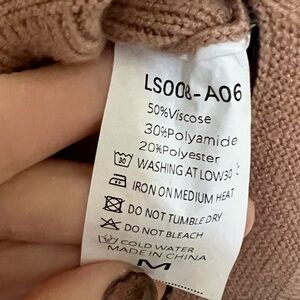 LS008-A06
50%Viscose
30%Polyamide
20%Polyester
30 WASHING AT LOW30℃
IRON ON MEDIUM HEAT
DO NOT TUMBLE DRY
DO NOT BLEACH
COLD WATER
MADE IN CHINA
M